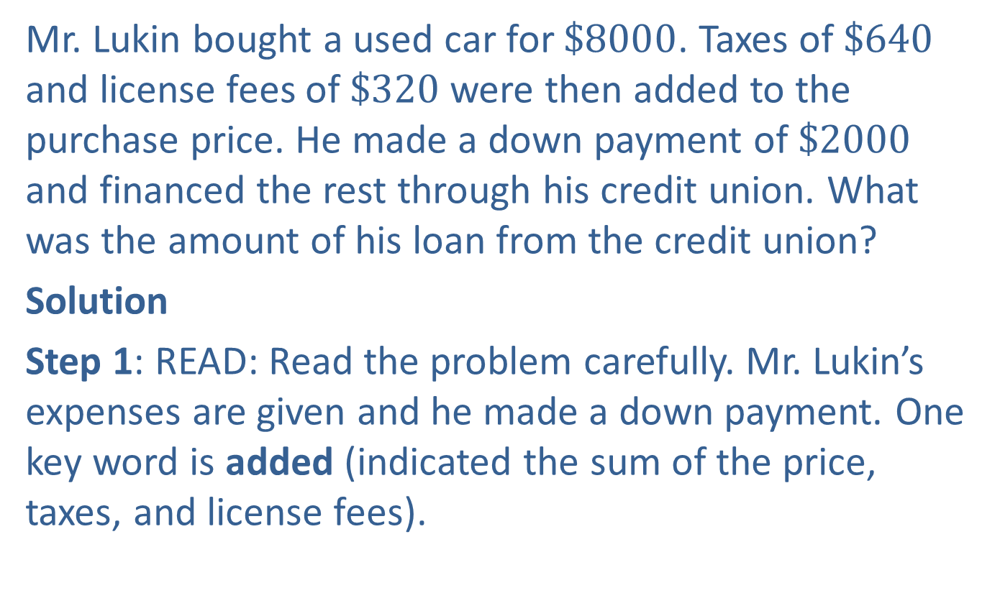 Mr. Lukin bought a used car for $8000. Taxes of $640
and license fees of $320 were then added to the
purchase price. He made a down payment of $2000
and financed the rest through his credit union. What
was the amount of his loan from the credit union?
Solution
Step 1: READ: Read the problem carefully. Mr. Lukin’s
expenses are given and he made a down payment. One
key word is added (indicated the sum of the price,
taxes, and license fees).